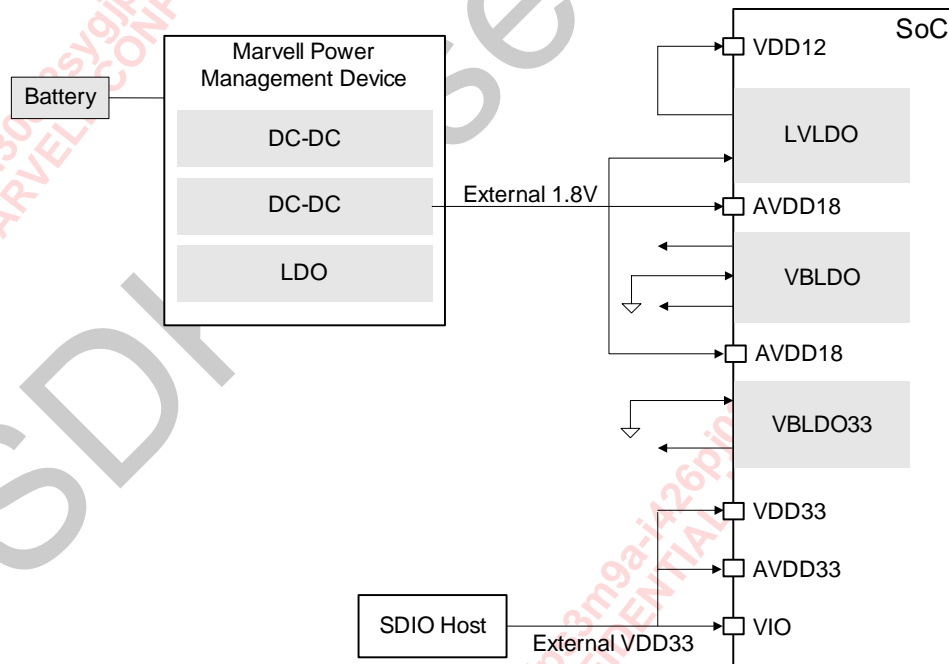 SoC
Marvell Power
Management Device
Battery
DC-DC
DC-DC
LDO
External 1.8V
VDD12
LVLDO
AVDD18
VBLDO
AVDD18
VBLDO33
VDD33
AVDD33
VIO
SDIO Host
External VDD33